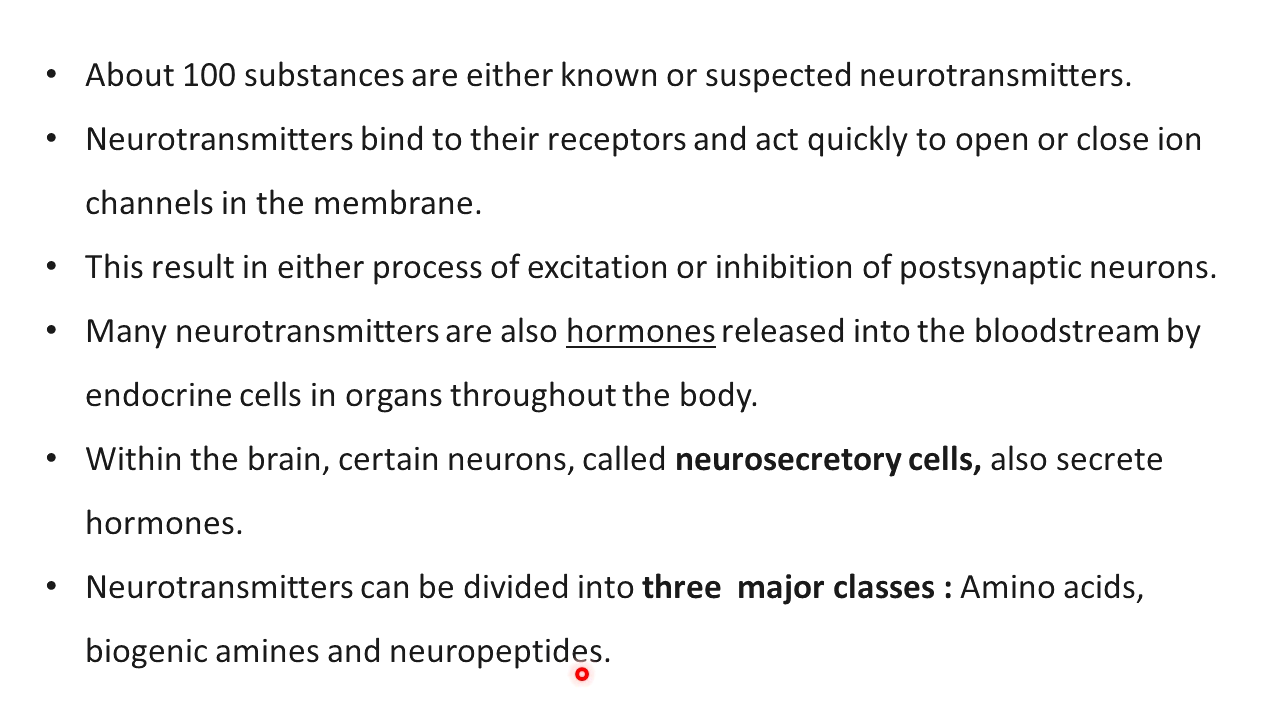 • About 100 substances are either known or suspected neurotransmitters.
• Neurotransmitters bind to their receptors and act quickly to open or close ion
channels in the membrane.
• This result in either process of excitation or inhibition of postsynaptic neurons.
• Many neurotransmitters are also hormones released into the bloodstream by
endocrine cells in organs throughout the body.
• Within the brain, certain neurons, called neurosecretory cells, also secrete
hormones.
• Neurotransmitters can be divided into three  major classes : Amino acids,
biogenic amines and neuropeptides.